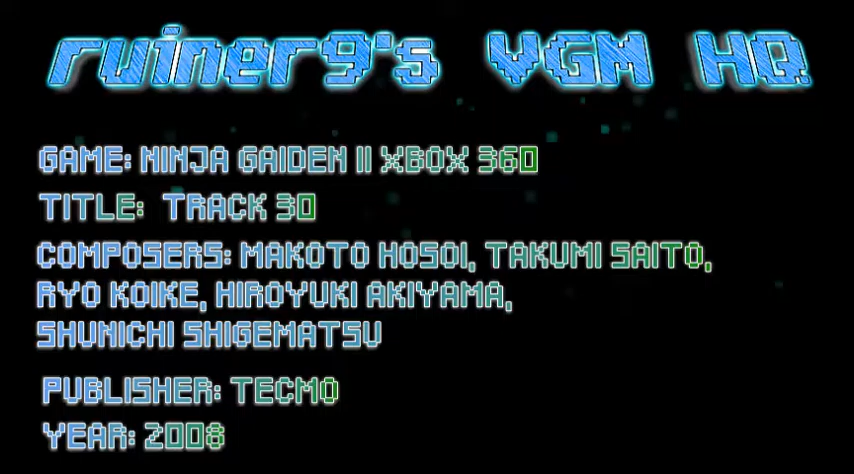 ruiner9's VGM HQ
GAME: NINJA GAIDEN II XBOX 360
TITLE: TRACK 30
COMPOSERS: MAKOTO HOSOI, TAKUMI SAITO,
RYO KOIKE, HIROYUKI AKIYAMA,
SHUNICHI SHIGEMATSU
PUBLISHER: TECMO
YEAR: 2008